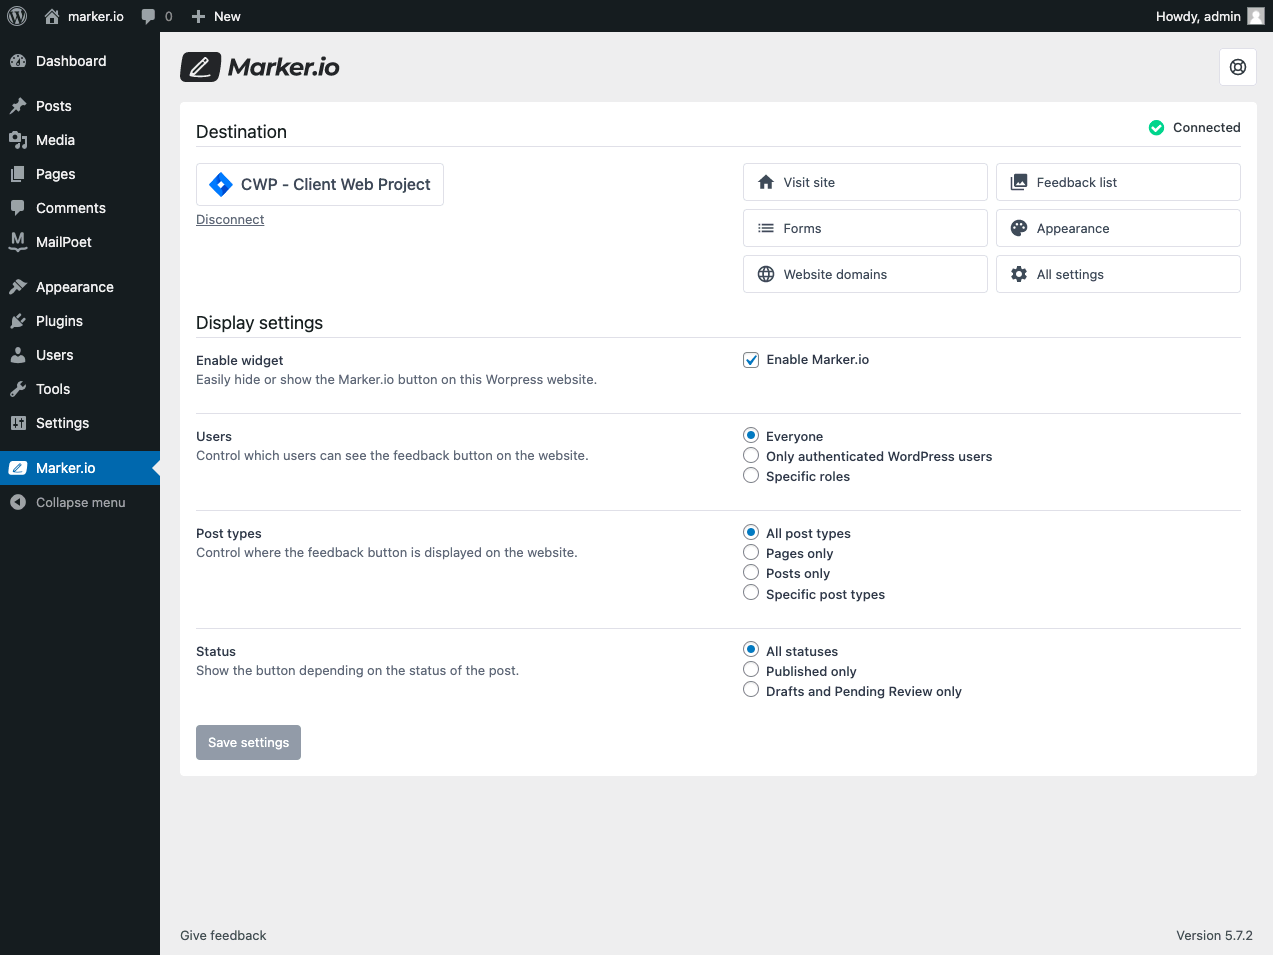 marker.io
0
New
Howdy, admin
Dashboard
Posts
Media
Pages
Comments
MailPoet
Appearance
Plugins
Users
Tools
Settings
Marker.io
Collapse menu
Marker.io
Destination
Connected
CWP - Client Web Project
Disconnect
Visit site
Feedback list
Forms
Appearance
Website domains
All settings
Display settings
Enable widget
Easily hide or show the Marker.io button on this Worpress website.
Enable Marker.io
Users
Control which users can see the feedback button on the website.
Everyone
Only authenticated WordPress users
Specific roles
Post types
Control where the feedback button is displayed on the website.
All post types
Pages only
Posts only
Specific post types
Status
Show the button depending on the status of the post.
All statuses
Published only
Drafts and Pending Review only
Save settings
Give feedback
Version 5.7.2